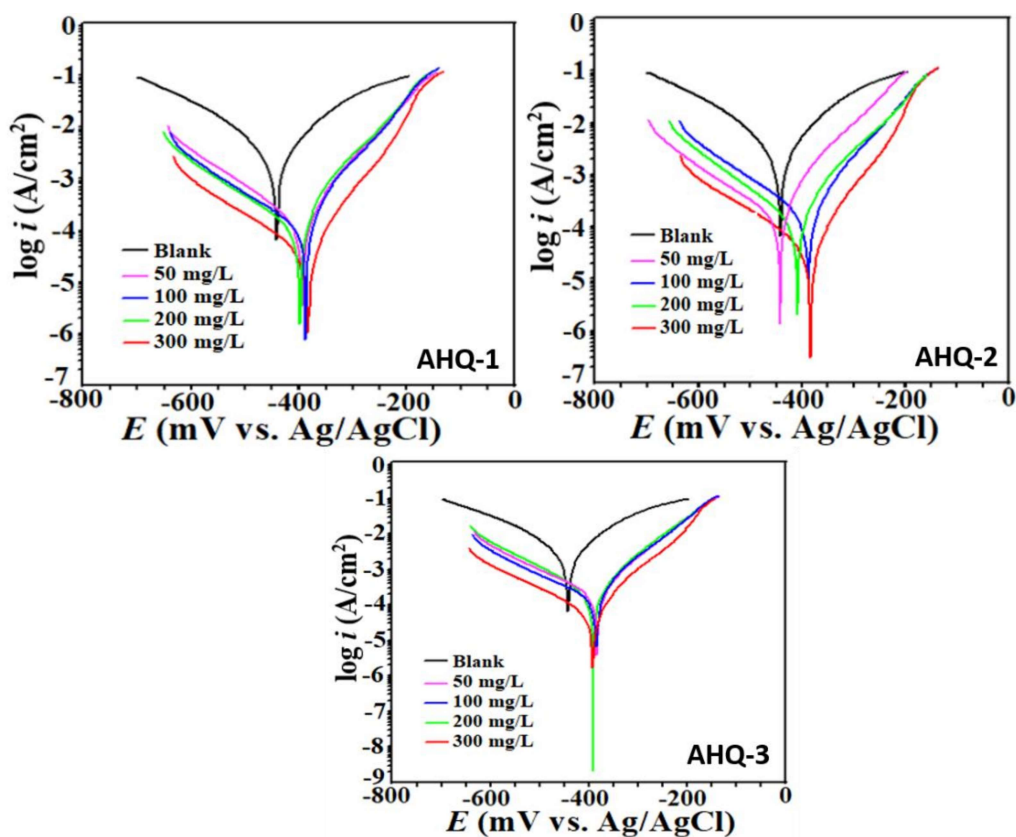 log i (A/cm²)
0
-1
-2
-3
-4
-5
-6
-7
Blank
50 mg/L
100 mg/L
200 mg/L
300 mg/L
AHQ-1
-800 -600 -400 -200 0
E (mV vs. Ag/AgCl)
log i (A/cm²)
0
-1
-2
-3
-4
-5
-6
-7
Blank
50 mg/L
100 mg/L
200 mg/L
300 mg/L
AHQ-2
-800 -600 -400 -200 0
E (mV vs. Ag/AgCl)
log i (A/cm²)
0
-1
-2
-3
-4
-5
-6
-7
-8
-9
Blank
50 mg/L
100 mg/L
200 mg/L
300 mg/L
AHQ-3
-800 -600 -400 -200 0
E (mV vs. Ag/AgCl)